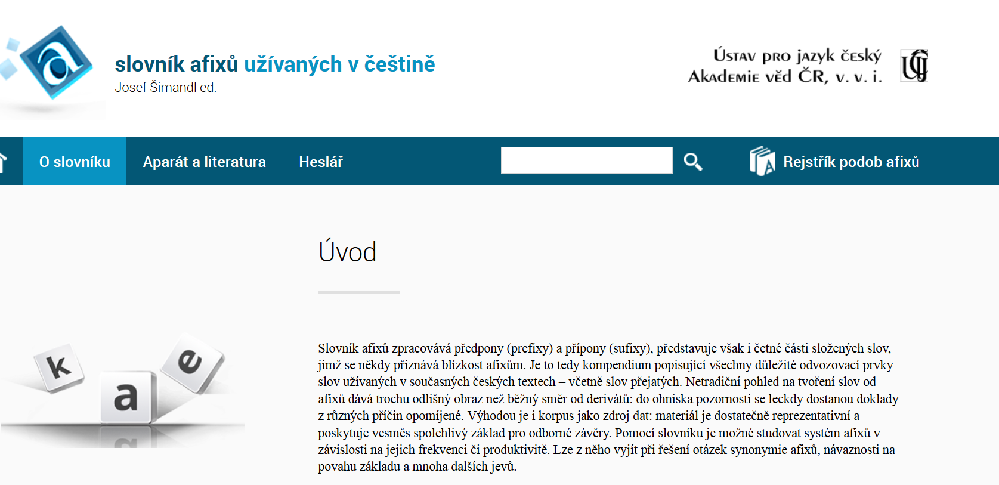 slovník afixů užívaných v češtině
Josef Šimandl ed.
Ústav pro jazyk český
Akademie věd ČR, v. v. i.
O slovníku
Aparát a literatura
Heslář
Rejstřík podob afixů
Úvod
k
a
e
Slovník afixů zpracovává předpony (prefixy) a přípony (sufixy), představuje však i četné části složených slov,
jimž se někdy přiznává blízkost afixům. Je to tedy kompendium popisující všechny důležité odvozovací prvky
slov užívaných v současných českých textech – včetně slov přejatých. Netradiční pohled na tvoření slov od
afixů dává trochu odlišný obraz než běžný směr od derivátů: do ohniska pozornosti se leckdy dostanou doklady
z různých příčin opomíjené. Výhodou je i korpus jako zdroj dat: materiál je dostatečně reprezentativní a
poskytuje vesměs spolehlivý základ pro odborné závěry. Pomocí slovníku je možné studovat systém afixů v
závislosti na jejich frekvenci či produktivitě. Lze z něho vyjít při řešení otázek synonymie afixů, návaznosti na
povahu základu a mnoha dalších jevů.